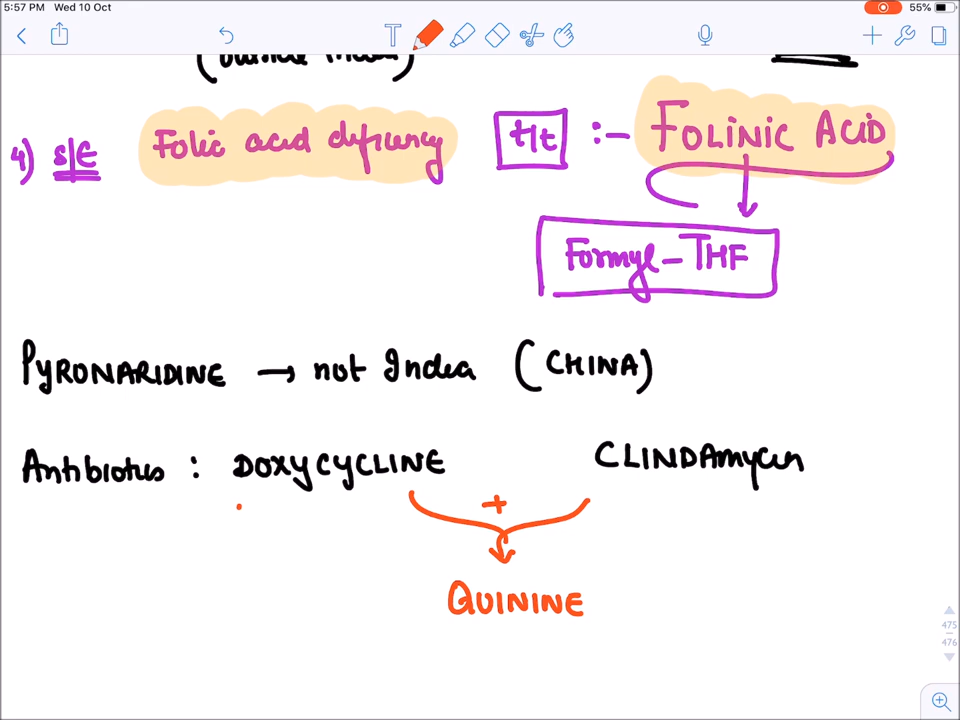 5:57 PM Wed 10 Oct 55%
T
4) S/E Folic acid deficiency ttt :- FOLINIC ACID
Formyl-THF
PYRONARIDINE → not India (CHINA)
Antibiotics : DOXYCYCLINE CLINDAmycin
+
QUININE
475
476